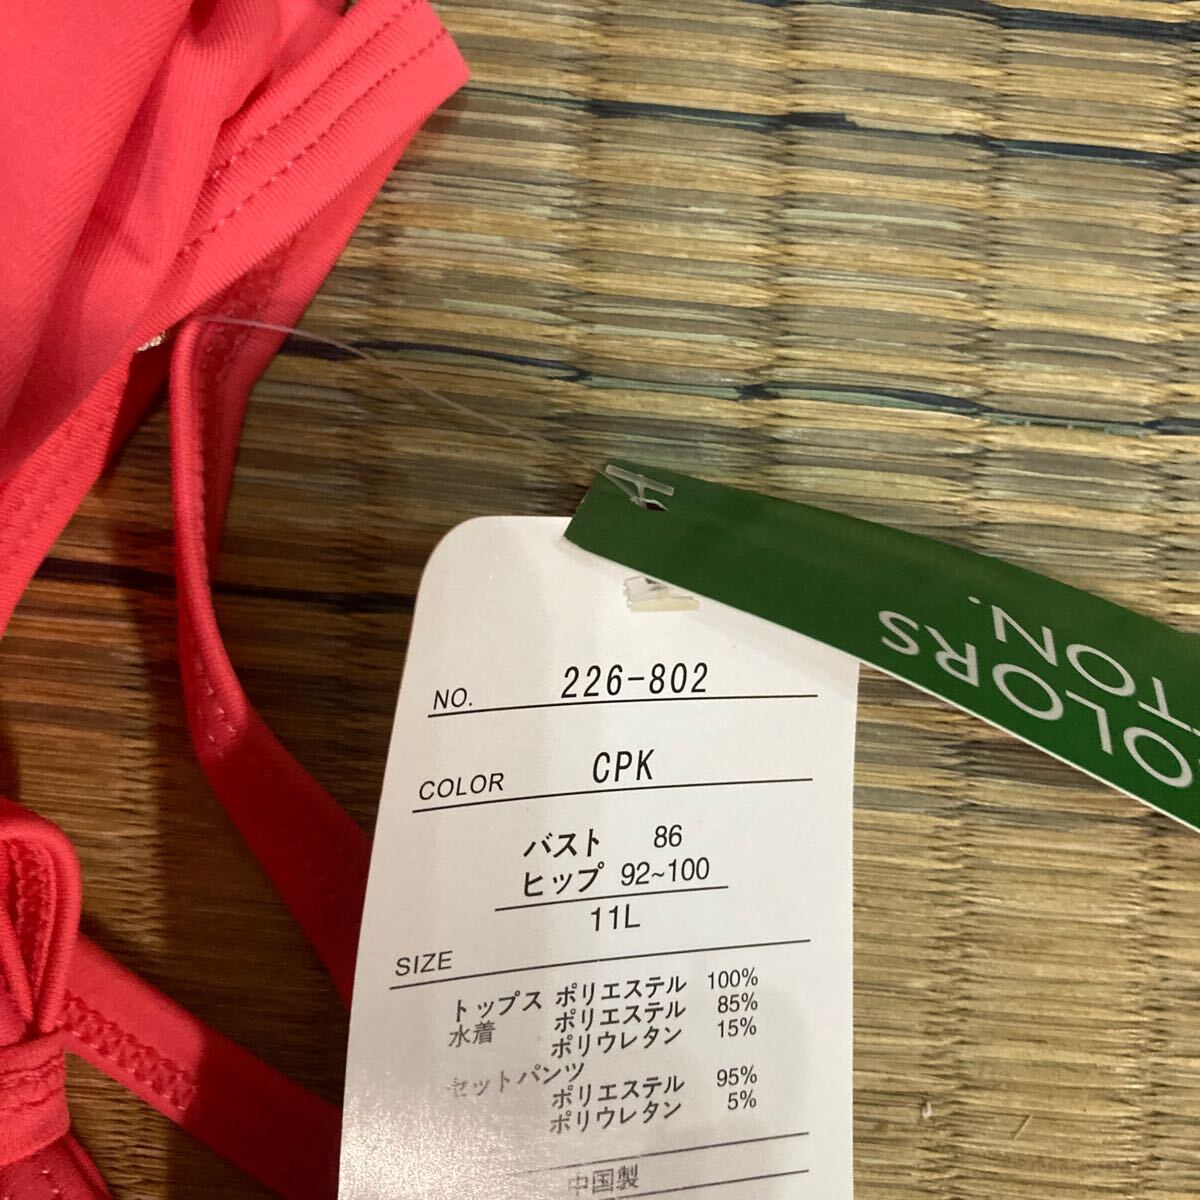 NO. 226-802
COLOR CPK
バスト 86
ヒップ 92~100
11L
SIZE
トップス ポリエステル 100%
水着 ポリエステル 85%
ポリウレタン 15%
セットパンツ
ポリエステル 95%
ポリウレタン 5%
中国製
OLORS
TON.